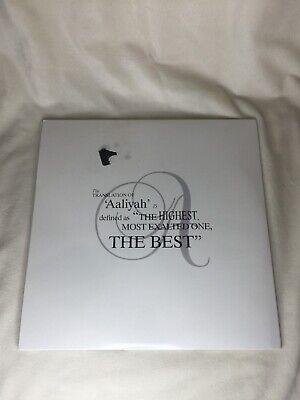 The
TRANSLATION OF
'Aaliyah' is
defined as "THE HIGHEST,
MOST EXALTED ONE,
THE BEST"
A